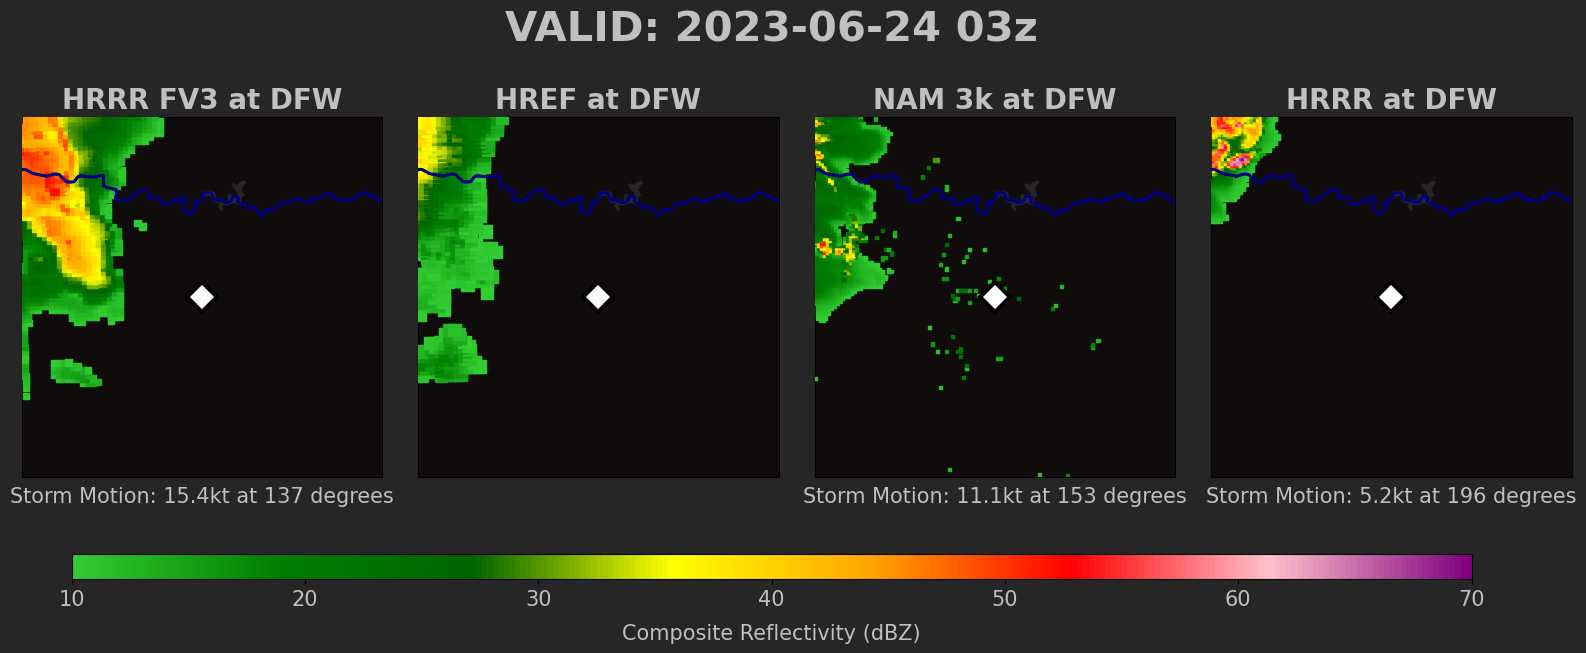 VALID: 2023-06-24 03z
HRRR FV3 at DFW
HREF at DFW
NAM 3k at DFW
HRRR at DFW
Storm Motion: 15.4kt at 137 degrees
Storm Motion: 11.1kt at 153 degrees
Storm Motion: 5.2kt at 196 degrees
10 20 30 40 50 60 70
Composite Reflectivity (dBZ)